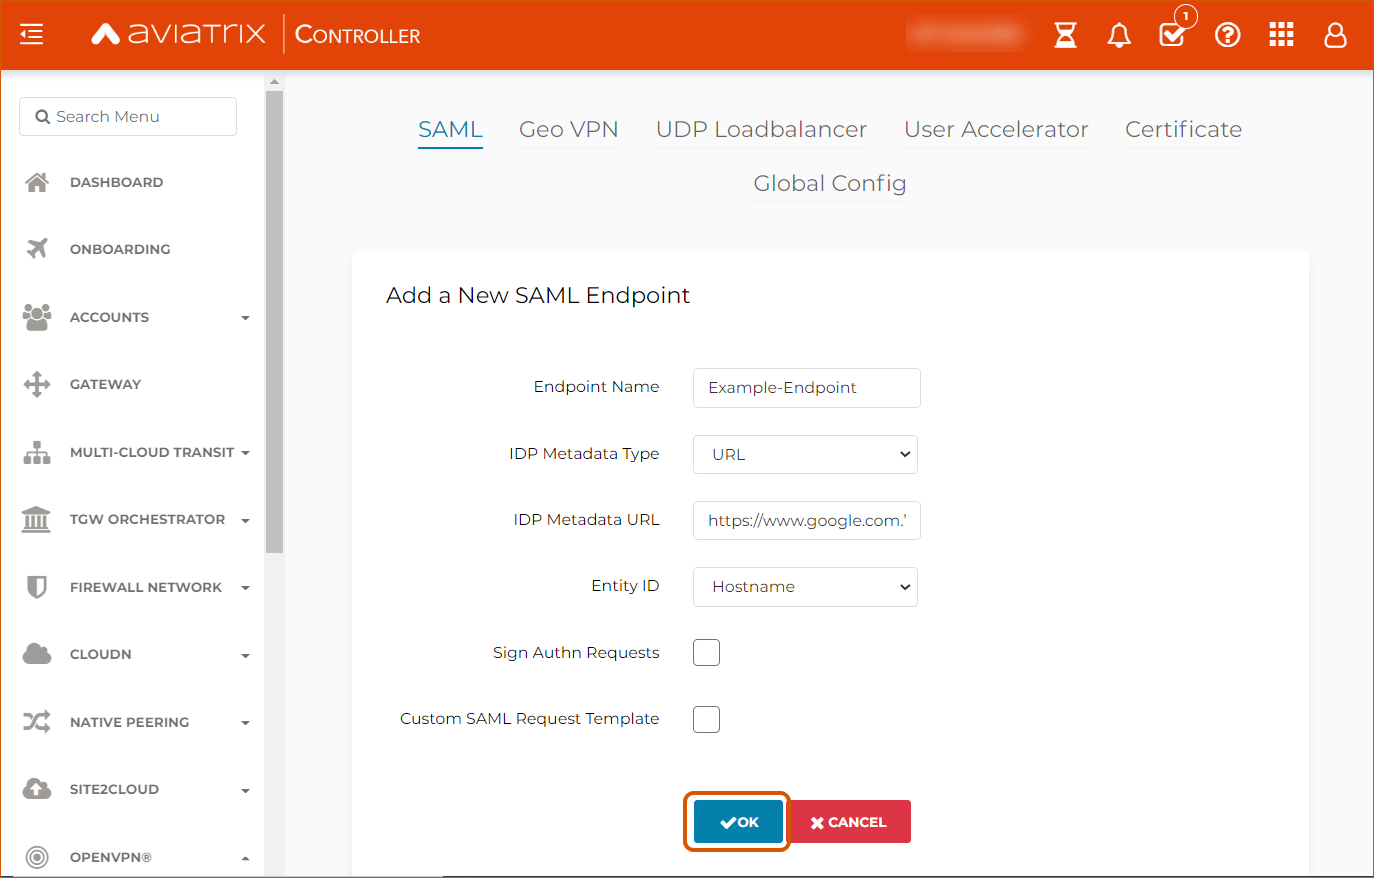 AVIATRIX CONTROLLER
1
Search Menu
DASHBOARD
ONBOARDING
ACCOUNTS
GATEWAY
MULTI-CLOUD TRANSIT
TGW ORCHESTRATOR
FIREWALL NETWORK
CLOUDN
NATIVE PEERING
SITE2CLOUD
OPENVPN®
SAML Geo VPN UDP Loadbalancer User Accelerator Certificate
Global Config
Add a New SAML Endpoint
Endpoint Name Example-Endpoint
IDP Metadata Type URL
IDP Metadata URL https://www.google.com.
Entity ID Hostname
Sign Authn Requests
Custom SAML Request Template
OK CANCEL